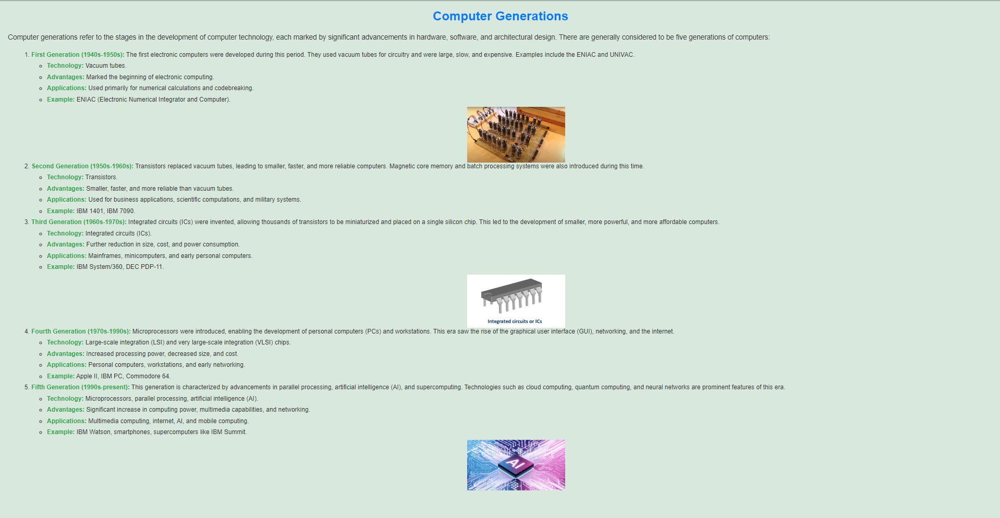 Computer Generations
Computer generations refer to the stages in the development of computer technology, each marked by significant advancements in hardware, software, and architectural design. There are generally considered to be five generations of computers:
1. First Generation (1940s-1950s): The first electronic computers were developed during this period. They used vacuum tubes for circuitry and were large, slow, and expensive. Examples include the ENIAC and UNIVAC.
Technology: Vacuum tubes.
Advantages: Marked the beginning of electronic computing.
Applications: Used primarily for numerical calculations and codebreaking.
Example: ENIAC (Electronic Numerical Integrator and Computer).
2. Second Generation (1950s-1960s): Transistors replaced vacuum tubes, leading to smaller, faster, and more reliable computers. Magnetic core memory and batch processing systems were also introduced during this time.
Technology: Transistors.
Advantages: Smaller, faster, and more reliable than vacuum tubes.
Applications: Used for business applications, scientific computations, and military systems.
Example: IBM 1401, IBM 7090.
3. Third Generation (1960s-1970s): Integrated circuits (ICs) were invented, allowing thousands of transistors to be miniaturized and placed on a single silicon chip. This led to the development of smaller, more powerful, and more affordable computers.
Technology: Integrated circuits (ICs).
Advantages: Further reduction in size, cost, and power consumption.
Applications: Mainframes, minicomputers, and early personal computers.
Example: IBM System/360, DEC PDP-11.
Integrated circuits or ICs
4. Fourth Generation (1970s-1990s): Microprocessors were introduced, enabling the development of personal computers (PCs) and workstations. This era saw the rise of the graphical user interface (GUI), networking, and the internet.
Technology: Large-scale integration (LSI) and very large-scale integration (VLSI) chips.
Advantages: Increased processing power, decreased size, and cost.
Applications: Personal computers, workstations, and early networking.
Example: Apple II, IBM PC, Commodore 64.
5. Fifth Generation (1990s-present): This generation is characterized by advancements in parallel processing, artificial intelligence (AI), and supercomputing. Technologies such as cloud computing, quantum computing, and neural networks are prominent features of this era.
Technology: Microprocessors, parallel processing, artificial intelligence (AI).
Advantages: Significant increase in computing power, multimedia capabilities, and networking.
Applications: Multimedia computing, internet, AI, and mobile computing.
Example: IBM Watson, smartphones, supercomputers like IBM Summit.
AI